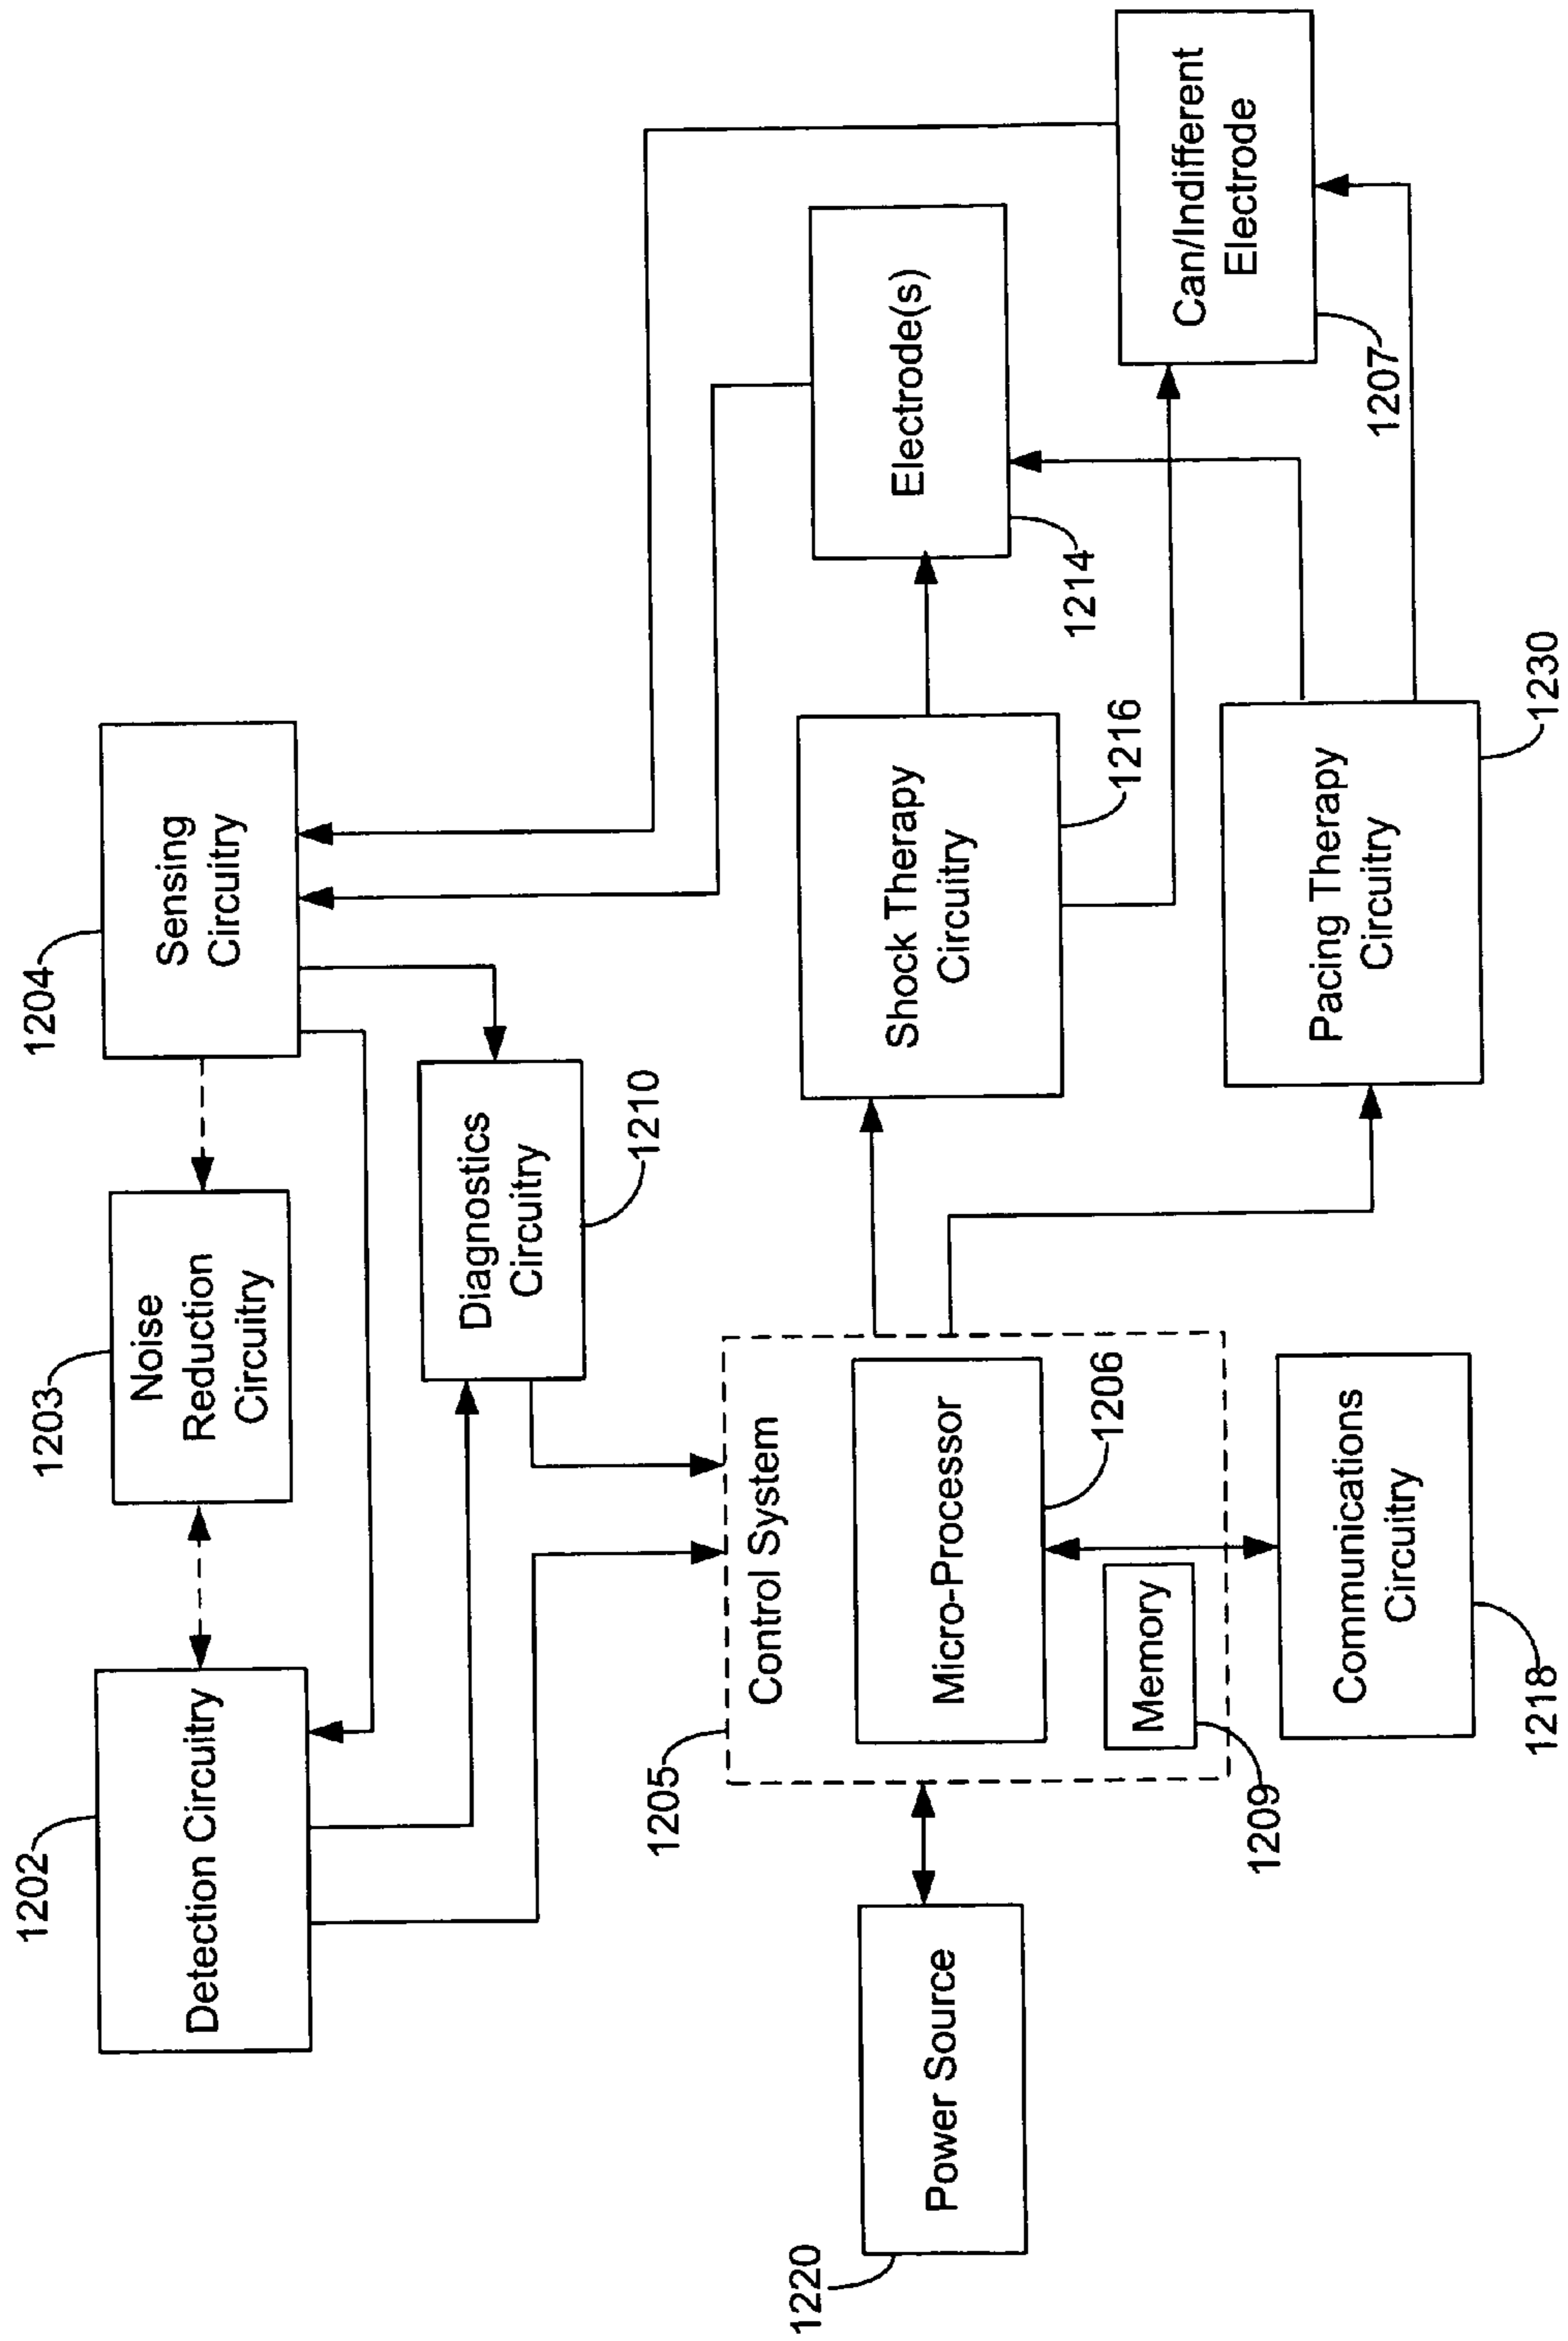 1202
Detection Circuitry
1203
Noise
Reduction
Circuitry
1204
Sensing
Circuitry
Diagnostics
Circuitry
1210
1205
Control System
Micro-Processor
1206
Memory
1209
1220
Power Source
Communications
Circuitry
1218
Shock Therapy
Circuitry
1216
Pacing Therapy
Circuitry
1230
Electrode(s)
1214
Can/Indifferent
Electrode
1207